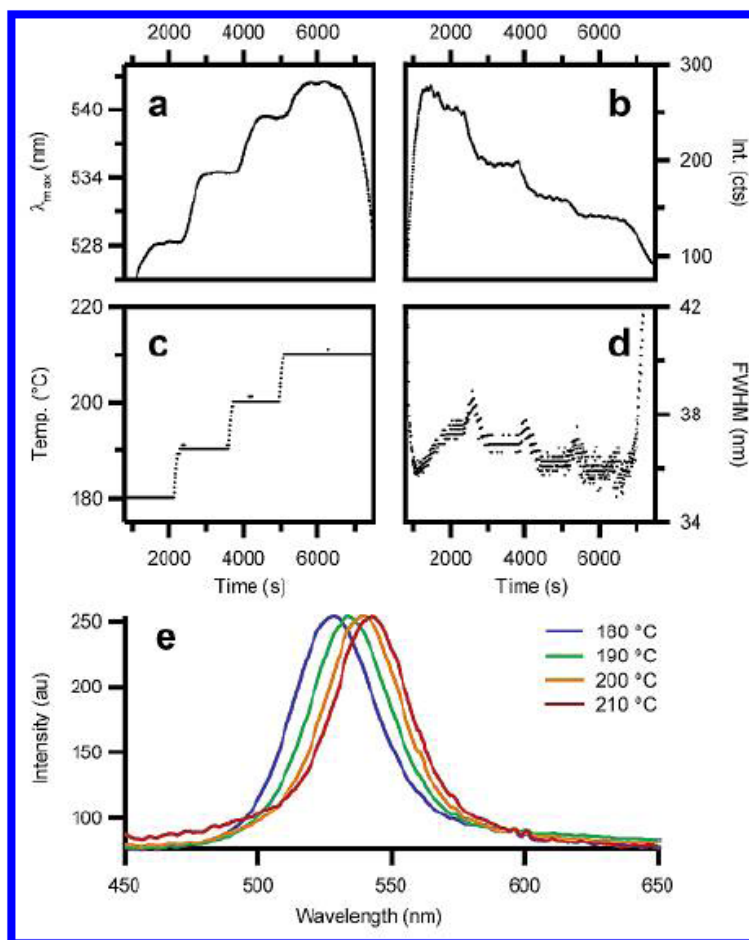 2000 4000 6000
2000 4000 6000
a
540
534
528
λmax (nm)
b
300
200
100
Int. (cts)
c
220
200
180
Temp. (°C)
d
42
38
34
FWHM (nm)
2000 4000 6000
Time (s)
2000 4000 6000
Time (s)
e
250
200
150
100
Intensity (au)
180 °C
190 °C
200 °C
210 °C
450 500 550 600 650
Wavelength (nm)